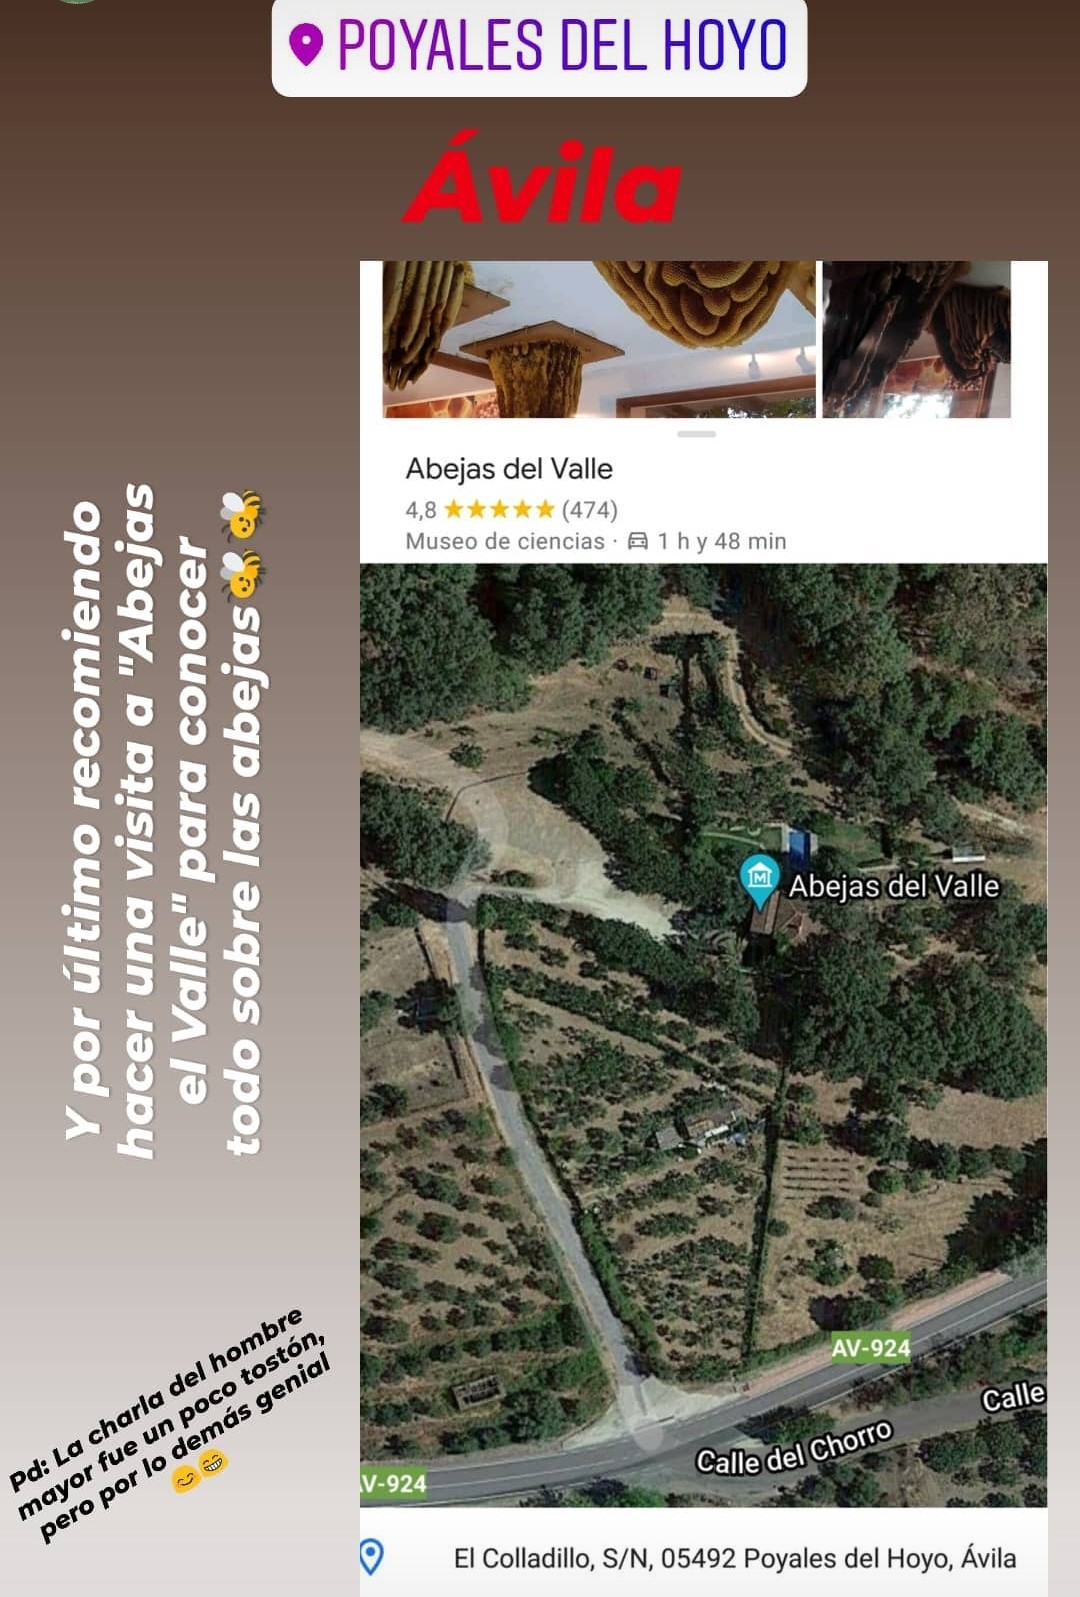 POYALES DEL HOYO
Ávila
Abejas del Valle
4,8 ★★★★★ (474)
Museo de ciencias · 1 h y 48 min
Y por último recomiendo
hacer una visita a "Abejas
el Valle" para conocer
todo sobre las abejas🐝🐝
Abejas del Valle
AV-924
Calle
Calle del Chorro
V-924
Pd: La charla del hombre
mayor fue un poco tostón,
pero por lo demás genial
😊😁
El Colladillo, S/N, 05492 Poyales del Hoyo, Ávila